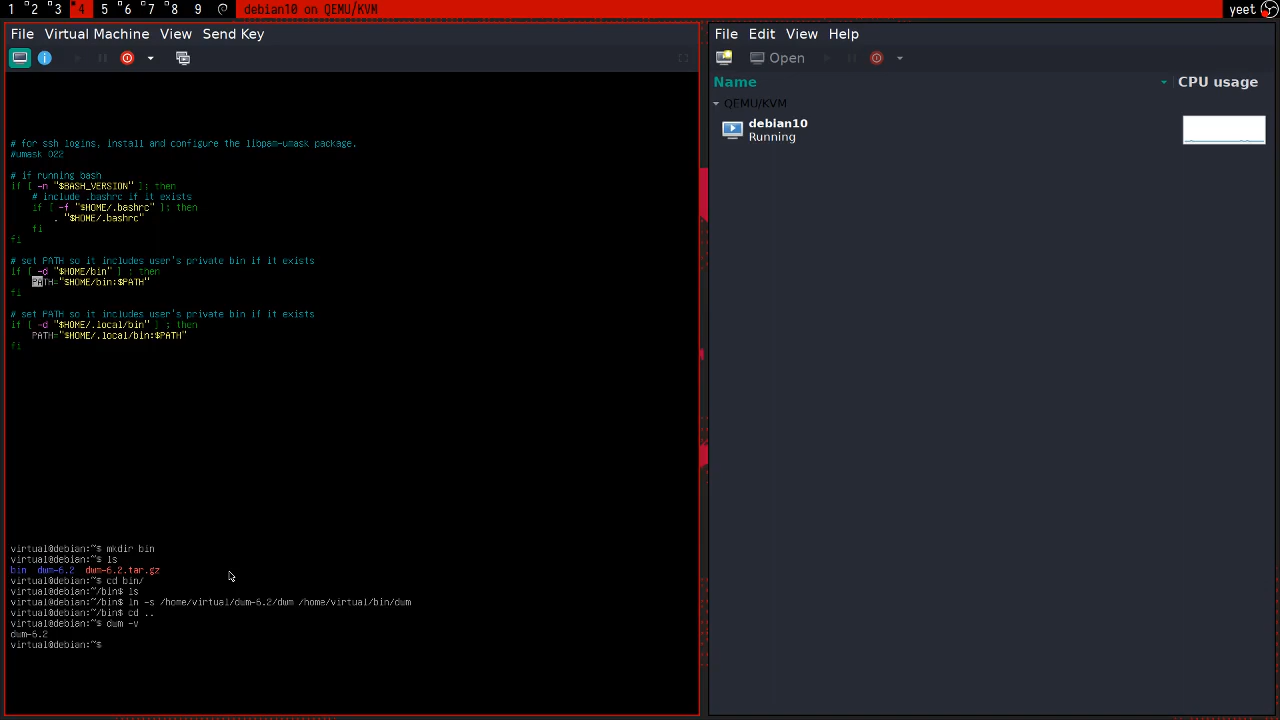 1 2 3 4 5 6 7 8 9 debian10 on QEMU/KVM yeet
File Virtual Machine View Send Key
# for ssh logins, install and configure the libpam-umask package.
#umask 022
# if running bash
if [ -n "$BASH_VERSION" ]; then
# include .bashrc if it exists
if [ -f "$HOME/.bashrc" ]; then
. "$HOME/.bashrc"
fi
fi
# set PATH so it includes user's private bin if it exists
if [ -d "$HOME/bin" ] ; then
PATH="$HOME/bin:$PATH"
fi
# set PATH so it includes user's private bin if it exists
if [ -d "$HOME/.local/bin" ] ; then
PATH="$HOME/.local/bin:$PATH"
fi
virtual@debian:~$ mkdir bin
virtual@debian:~$ ls
bin dwm-6.2 dwm-6.2.tar.gz
virtual@debian:~$ cd bin/
virtual@debian:~/bin$ ls
virtual@debian:~/bin$ ln -s /home/virtual/dwm-6.2/dwm /home/virtual/bin/dwm
virtual@debian:~/bin$ cd ..
virtual@debian:~$ dwm -v
dwm-6.2
virtual@debian:~$
File Edit View Help
Open
Name CPU usage
QEMU/KVM
debian10
Running